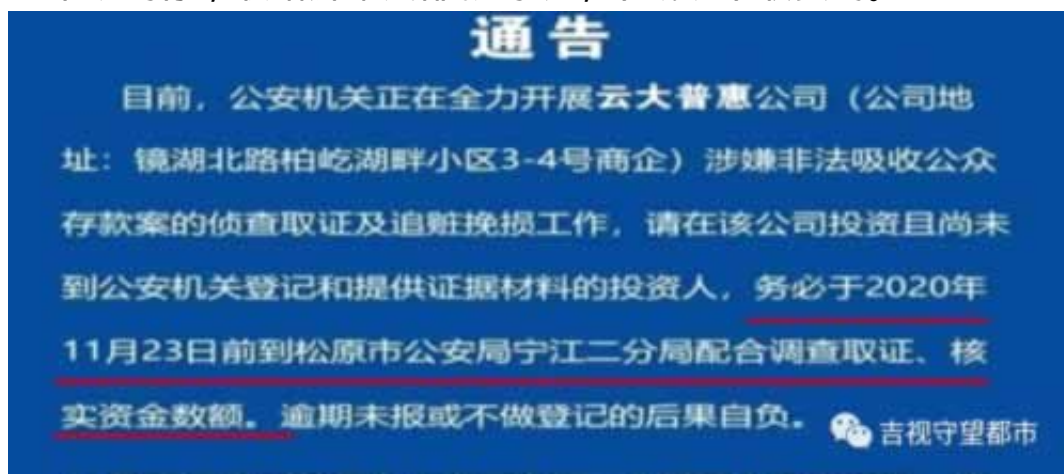 通告
目前，公安机关正在全力开展云大普惠公司（公司地
址：镜湖北路柏屹湖畔小区3-4号商企）涉嫌非法吸收公众
存款案的侦查取证及追赃挽损工作，请在该公司投资且尚未
到公安机关登记和提供证据材料的投资人，务必于2020年
11月23日前到松原市公安局宁江二分局配合调查取证、核
实资金数额。逾期未报或不做登记的后果自负。
吉视守望都市